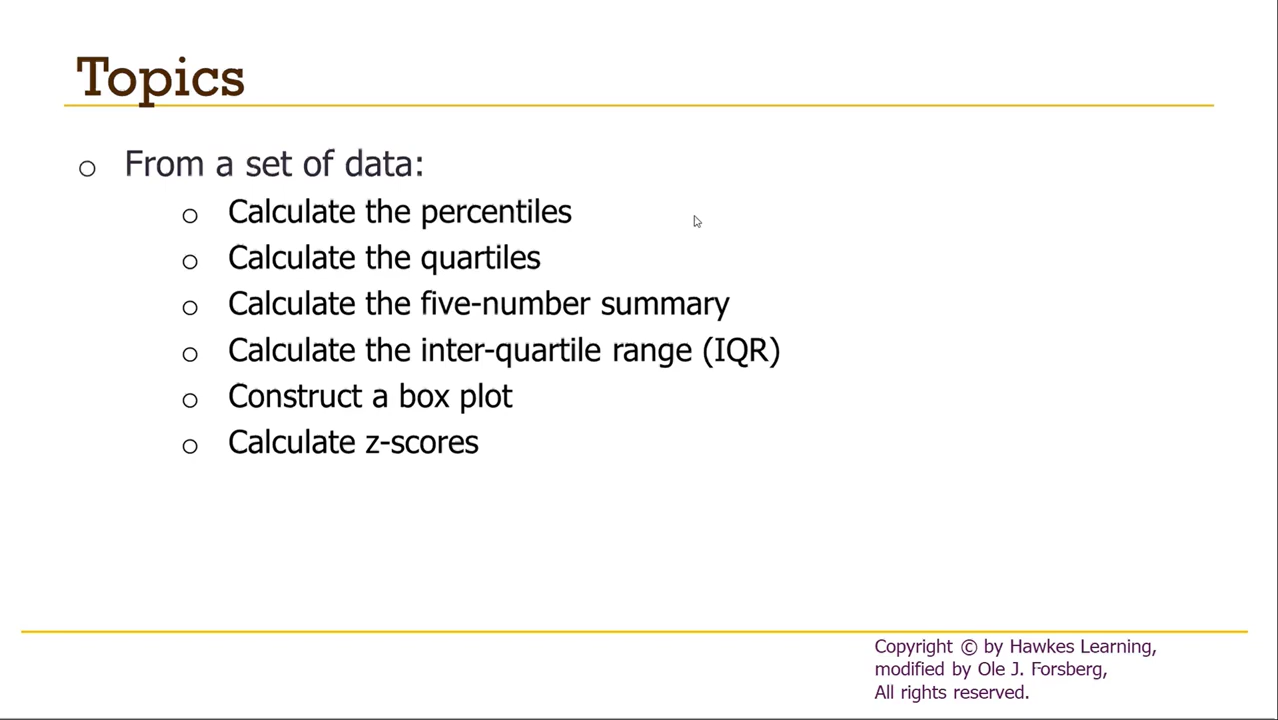 Topics
o From a set of data:
o Calculate the percentiles
o Calculate the quartiles
o Calculate the five-number summary
o Calculate the inter-quartile range (IQR)
o Construct a box plot
o Calculate z-scores
Copyright © by Hawkes Learning,
modified by Ole J. Forsberg,
All rights reserved.